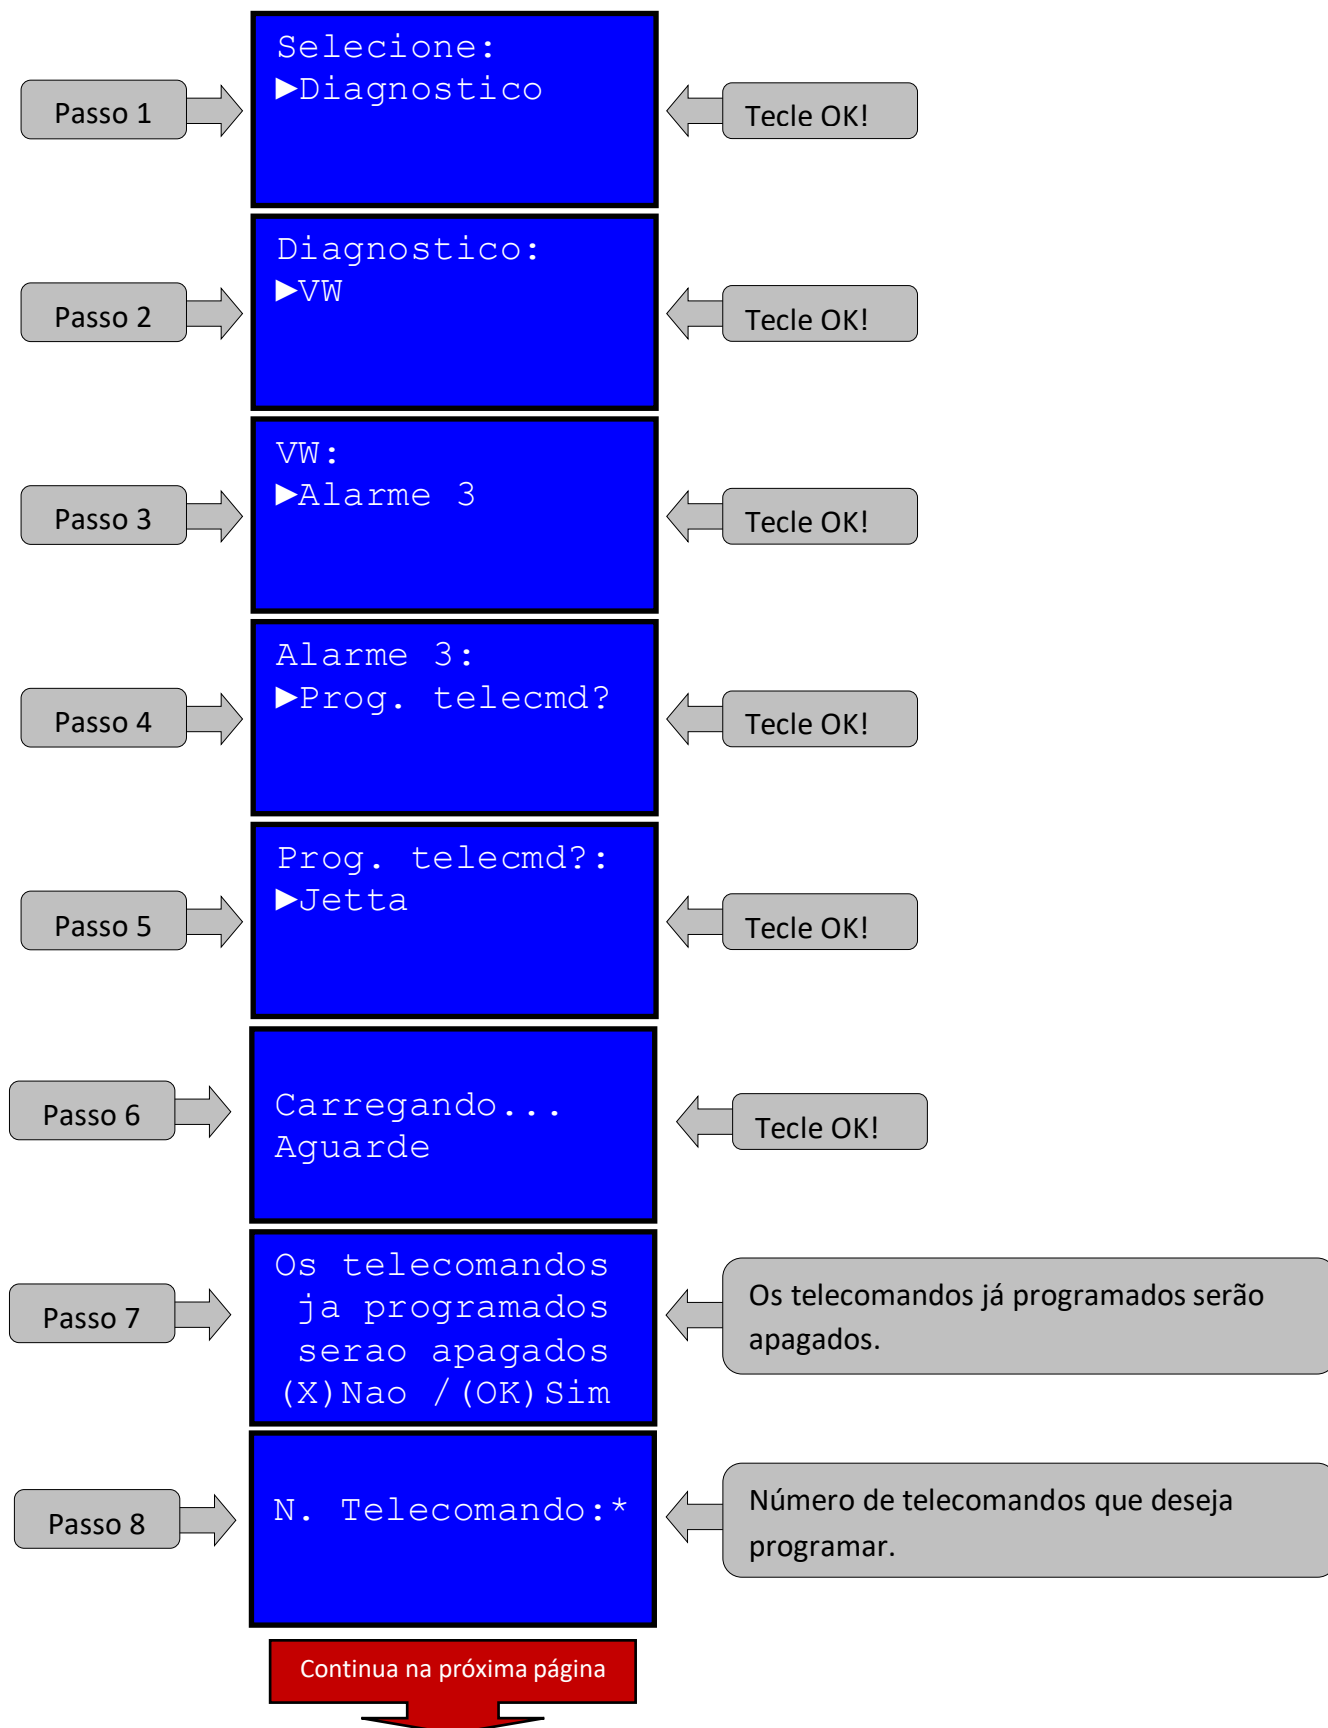 Selecione:
►Diagnostico
Passo 1
Tecle OK!
Diagnostico:
►VW
Passo 2
Tecle OK!
VW:
►Alarme 3
Passo 3
Tecle OK!
Alarme 3:
►Prog. telecmd?
Passo 4
Tecle OK!
Prog. telecmd?:
►Jetta
Passo 5
Tecle OK!
Carregando...
Aguarde
Passo 6
Tecle OK!
Os telecomandos
ja programados
serao apagados
(X)Nao /(OK)Sim
Passo 7
Os telecomandos já programados serão
apagados.
N. Telecomando:*
Passo 8
Número de telecomandos que deseja
programar.
Continua na próxima página